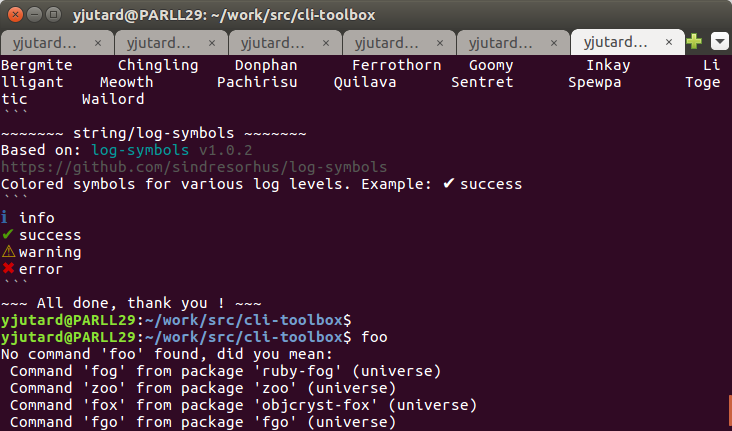 yjutard@PARLL29: ~/work/src/cli-toolbox
yjutard… × yjutard… × yjutard… × yjutard… × yjutard… × yjutard… ×
Bergmite Chingling Donphan Ferrothorn Goomy Inkay Li
lligant Meowth Pachirisu Quilava Sentret Spewpa Toge
tic Wailord
```
~~~~~~~ string/log-symbols ~~~~~~~
Based on: log-symbols v1.0.2
https://github.com/sindresorhus/log-symbols
Colored symbols for various log levels. Example: ✔ success
```
ℹ info
✔ success
⚠ warning
✖ error
```
~~~ All done, thank you ! ~~~
yjutard@PARLL29:~/work/src/cli-toolbox$
yjutard@PARLL29:~/work/src/cli-toolbox$ foo
No command 'foo' found, did you mean:
Command 'fog' from package 'ruby-fog' (universe)
Command 'zoo' from package 'zoo' (universe)
Command 'fox' from package 'objcryst-fox' (universe)
Command 'fgo' from package 'fgo' (universe)